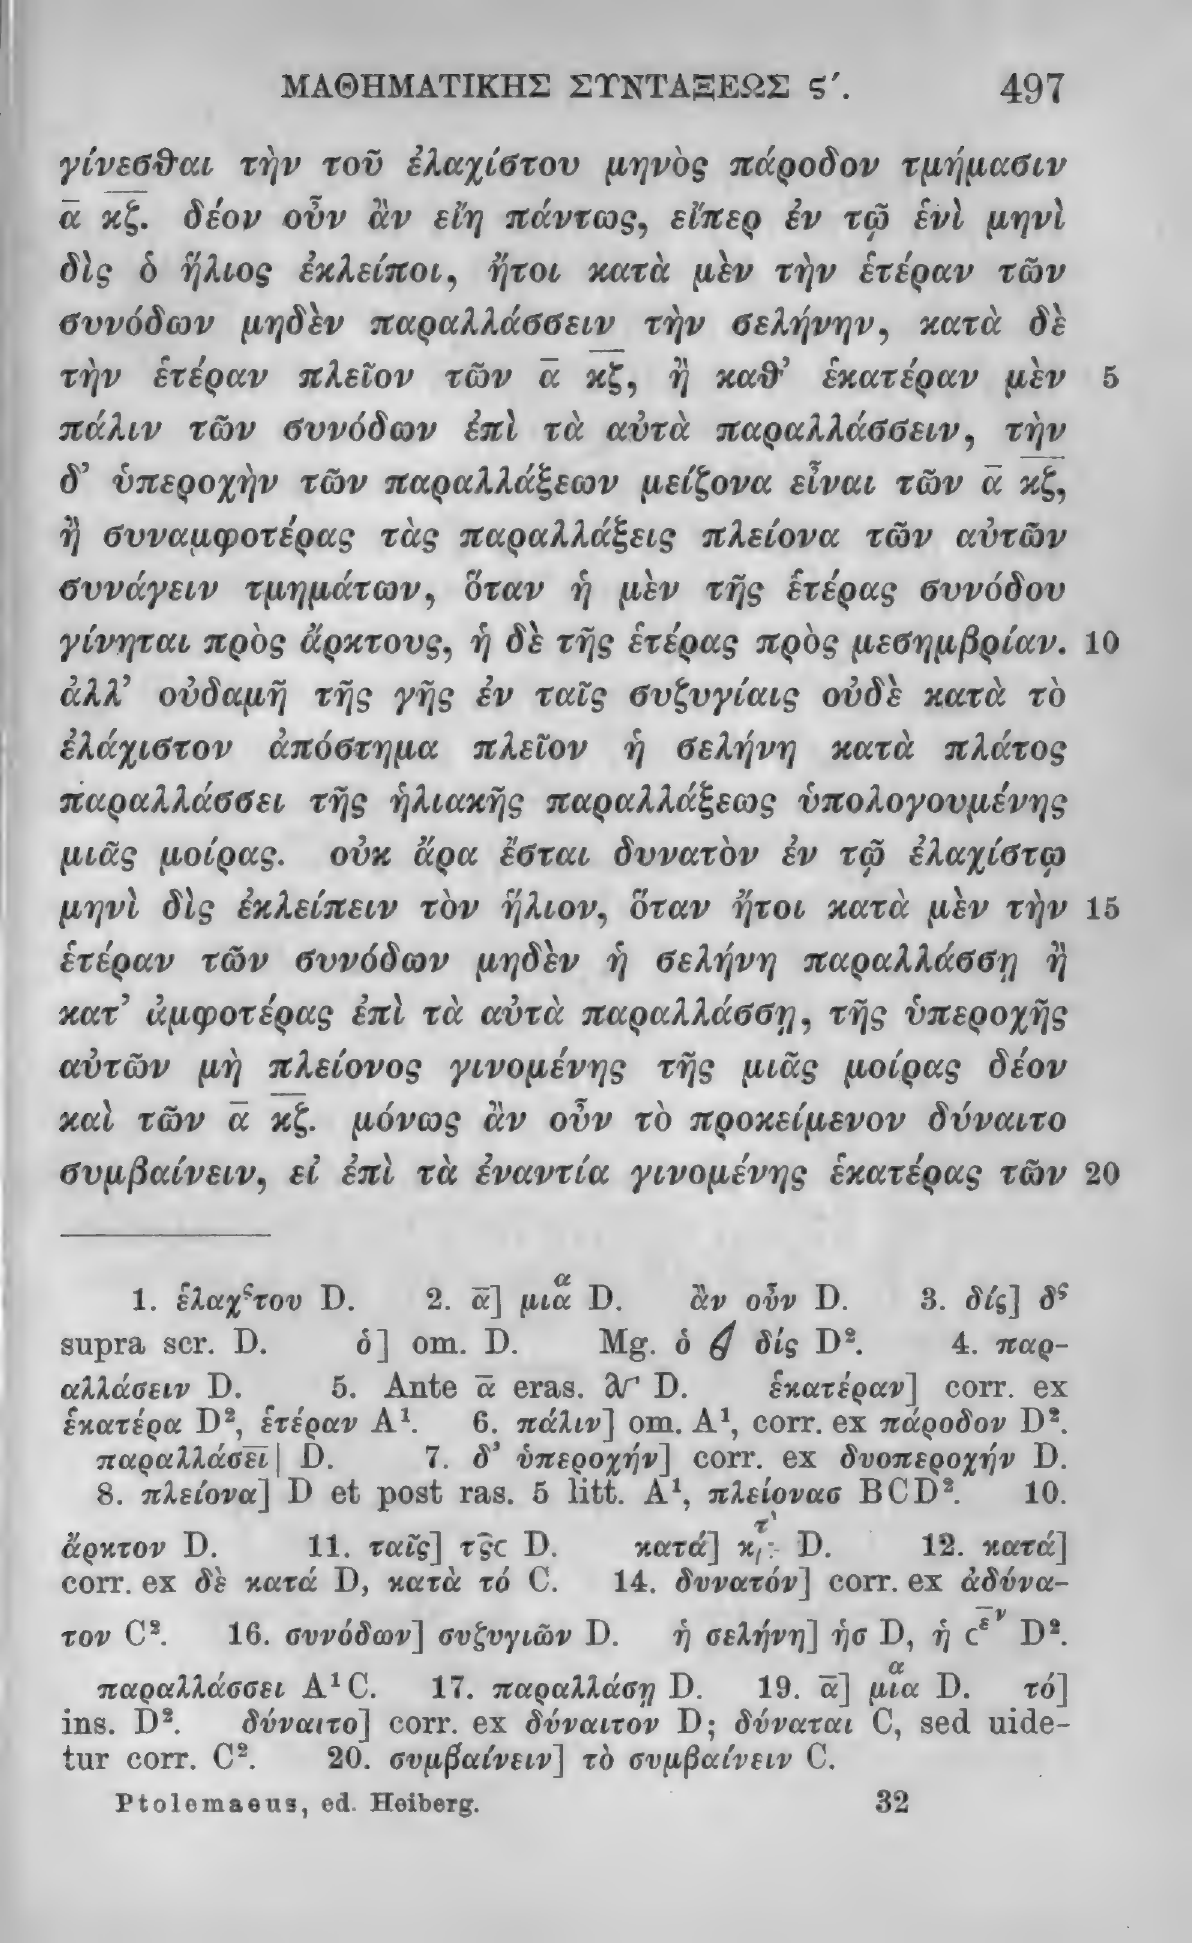 ΜΑΘΗΜΑΤΙΚΗΣ ΣΥΝΤΑΞΕΩΣ ϛ′. 497
γίνεσθαι τὴν τοῦ ἐλαχίστου μηνὸς πάροδον τμήμασιν
α̅ κ̅ζ̅. δέον οὖν ἂν εἴη πάντως, εἴπερ ἐν τῷ ἑνὶ μηνὶ
δὶς ὁ ἥλιος ἐκλείποι, ἤτοι κατὰ μὲν τὴν ἑτέραν τῶν
συνόδων μηδὲν παραλλάσσειν τὴν σελήνην, κατὰ δὲ
τὴν ἑτέραν πλεῖον τῶν α̅ κ̅ζ̅, ἢ καθ’ ἑκατέραν μὲν 5
πάλιν τῶν συνόδων ἐπὶ τὰ αὐτὰ παραλλάσσειν, τὴν
δ’ ὑπεροχὴν τῶν παραλλάξεων μείζονα εἶναι τῶν α̅ κ̅ζ̅,
ἢ συναμφοτέρας τὰς παραλλάξεις πλείονα τῶν αὐτῶν
συνάγειν τμημάτων, ὅταν ἡ μὲν τῆς ἑτέρας συνόδου
γίνηται πρὸς ἄρκτους, ἡ δὲ τῆς ἑτέρας πρὸς μεσημβρίαν. 10
ἀλλ’ οὐδαμῆ τῆς γῆς ἐν ταῖς συζυγίαις οὐδὲ κατὰ τὸ
ἐλάχιστον ἀπόστημα πλεῖον ἡ σελήνη κατὰ πλάτος
παραλλάσσει τῆς ἡλιακῆς παραλλάξεως ὑπολογουμένης
μιᾶς μοίρας. οὐκ ἄρα ἔσται δυνατὸν ἐν τῷ ἐλαχίστῳ
μηνὶ δὶς ἐκλείπειν τὸν ἥλιον, ὅταν ἤτοι κατὰ μὲν τὴν 15
ἑτέραν τῶν συνόδων μηδὲν ἡ σελήνη παραλλάσσῃ ἢ
κατ’ ἀμφοτέρας ἐπὶ τὰ αὐτὰ παραλλάσσῃ, τῆς ὑπεροχῆς
αὐτῶν μὴ πλείονος γινομένης τῆς μιᾶς μοίρας δέον
καὶ τῶν α̅ κ̅ζ̅. μόνως ἂν οὖν τὸ προκείμενον δύναιτο
συμβαίνειν, εἰ ἐπὶ τὰ ἐναντία γινομένης ἑκατέρας τῶν 20
1. ἐλαχˢτου D. 2. α̅] μιᾱͣ D. ἂν οὖν D. 3. δίς] δˢ
supra scr. D. ὁ] om. D. Mg. ὁ δίς D². 4. παρ-
αλλάσειν D. 5. Ante α̅ eras. D. ἑκατέραν] corr. ex
ἑκατέρα D², ἑτέραν A¹. 6. πάλιν] om. A¹, corr. ex πάροδον D².
παραλλάσει̅| D. 7. δ’ ὑπεροχήν] corr. ex δυοπεροχήν D.
8. πλείονα] D et post ras. 5 litt. A¹, πλείονασ BCD². 10.
ἄρκτον D. 11. ταῖς] D. κατά] D. 12. κατά]
corr. ex δὲ κατά D, κατὰ τό C. 14. δυνατόν] corr. ex ἀδύνα-
τον C². 16. συνόδων] συζυγιῶν D. ἡ σελήνη] ἡσ D, ἡ D².
παραλλάσσει A¹C. 17. παραλλάσῃ D. 19. α̅] μιαͣ D. τό]
ins. D². δύναιτο] corr. ex δύναιτον D; δύναται C, sed uide-
tur corr. C². 20. συμβαίνειν] τὸ συμβαίνειν C.
Ptolemaeus, ed. Heiberg. 32